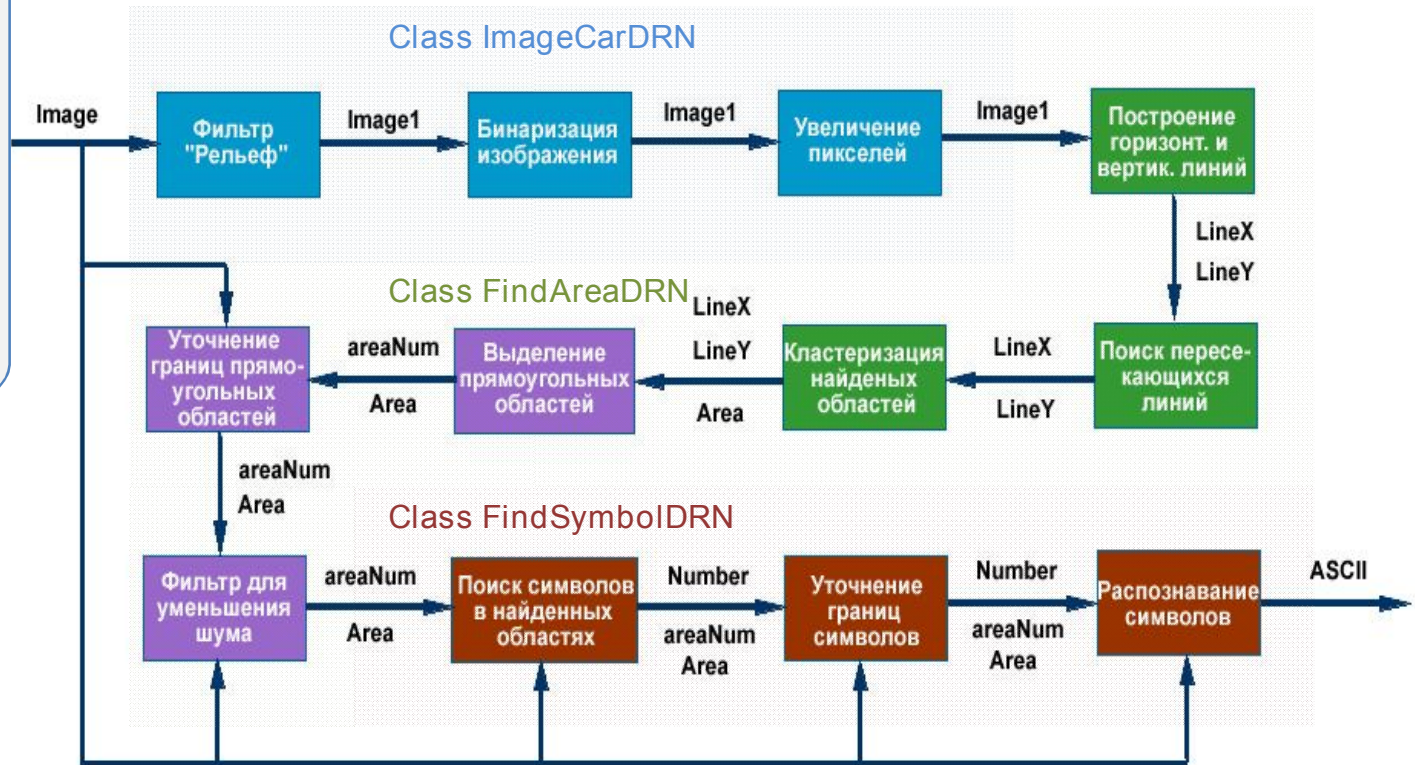 Class ImageCarDRN
Image
Фильтр
"Рельеф"
Image1
Бинаризация
изображения
Image1
Увеличение
пикселей
Image1
Построение
горизонт. и
вертик. линий
LineX
LineY
Class FindAreaDRN
Поиск пересе-
кающихся
линий
LineX
LineY
Кластеризация
найденых
областей
LineX
LineY
Area
Выделение
прямоугольных
областей
areaNum
Area
Уточнение
границ прямо-
угольных
областей
areaNum
Area
Class FindSymbolDRN
Фильтр для
уменьшения
шума
areaNum
Area
Поиск символов
в найденных
областях
Number
areaNum
Area
Уточнение
границ
символов
Number
areaNum
Area
Распознавание
символов
ASCII